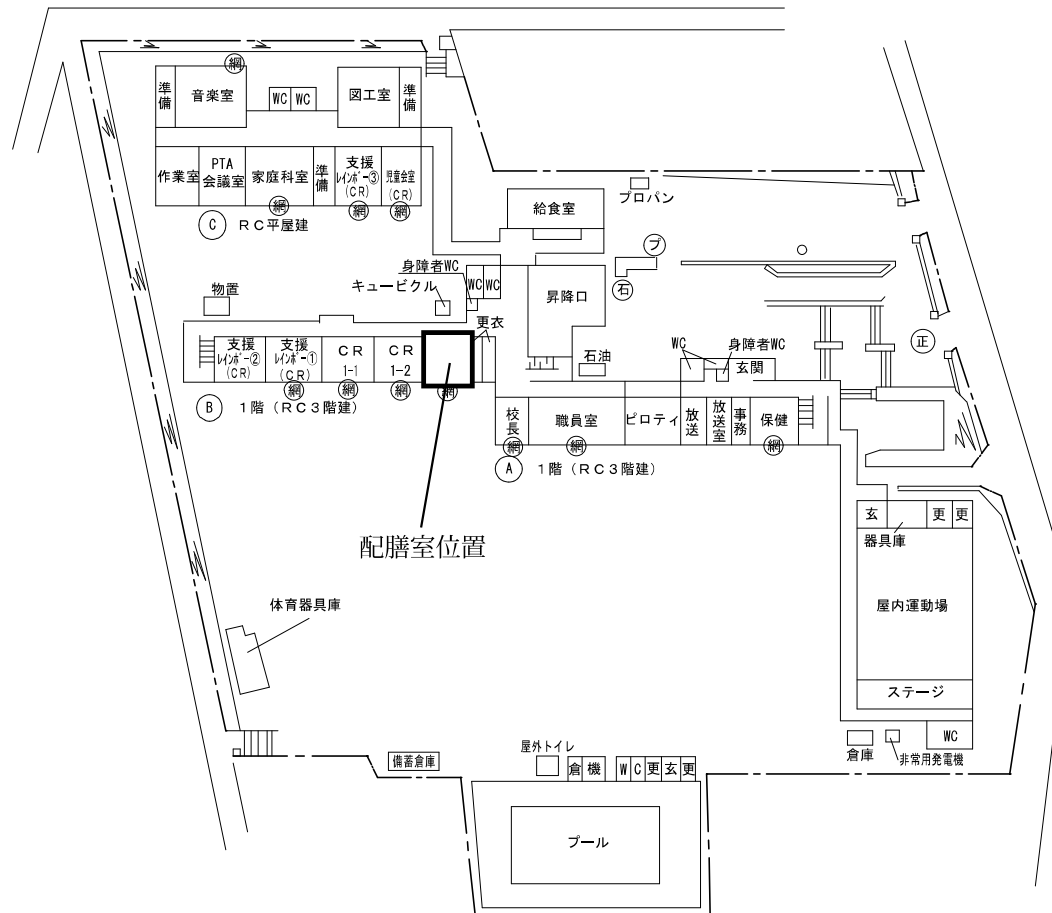 網
準備
音楽室
WC
WC
図工室
準備
作業室
PTA
会議室
家庭科室
準備
支援
レインボー③
(CR)
児童会室
(CR)
網
網
網
C
RC平屋建
給食室
プロパン
プ
石
身障者WC
キュービクル
WC
WC
昇降口
物置
更衣
石油
WC
身障者WC
玄関
正
支援
レインボー②
(CR)
支援
レインボー①
(CR)
CR
1-1
CR
1-2
網
網
網
網
B
1階(RC3階建)
校長
職員室
ピロティ
放送
放送室
事務
保健
網
網
網
A
1階(RC3階建)
配膳室位置
玄
更
更
器具庫
屋内運動場
ステージ
WC
倉庫
非常用発電機
体育器具庫
備蓄倉庫
屋外トイレ
倉
機
W
C
更
玄
更
プール